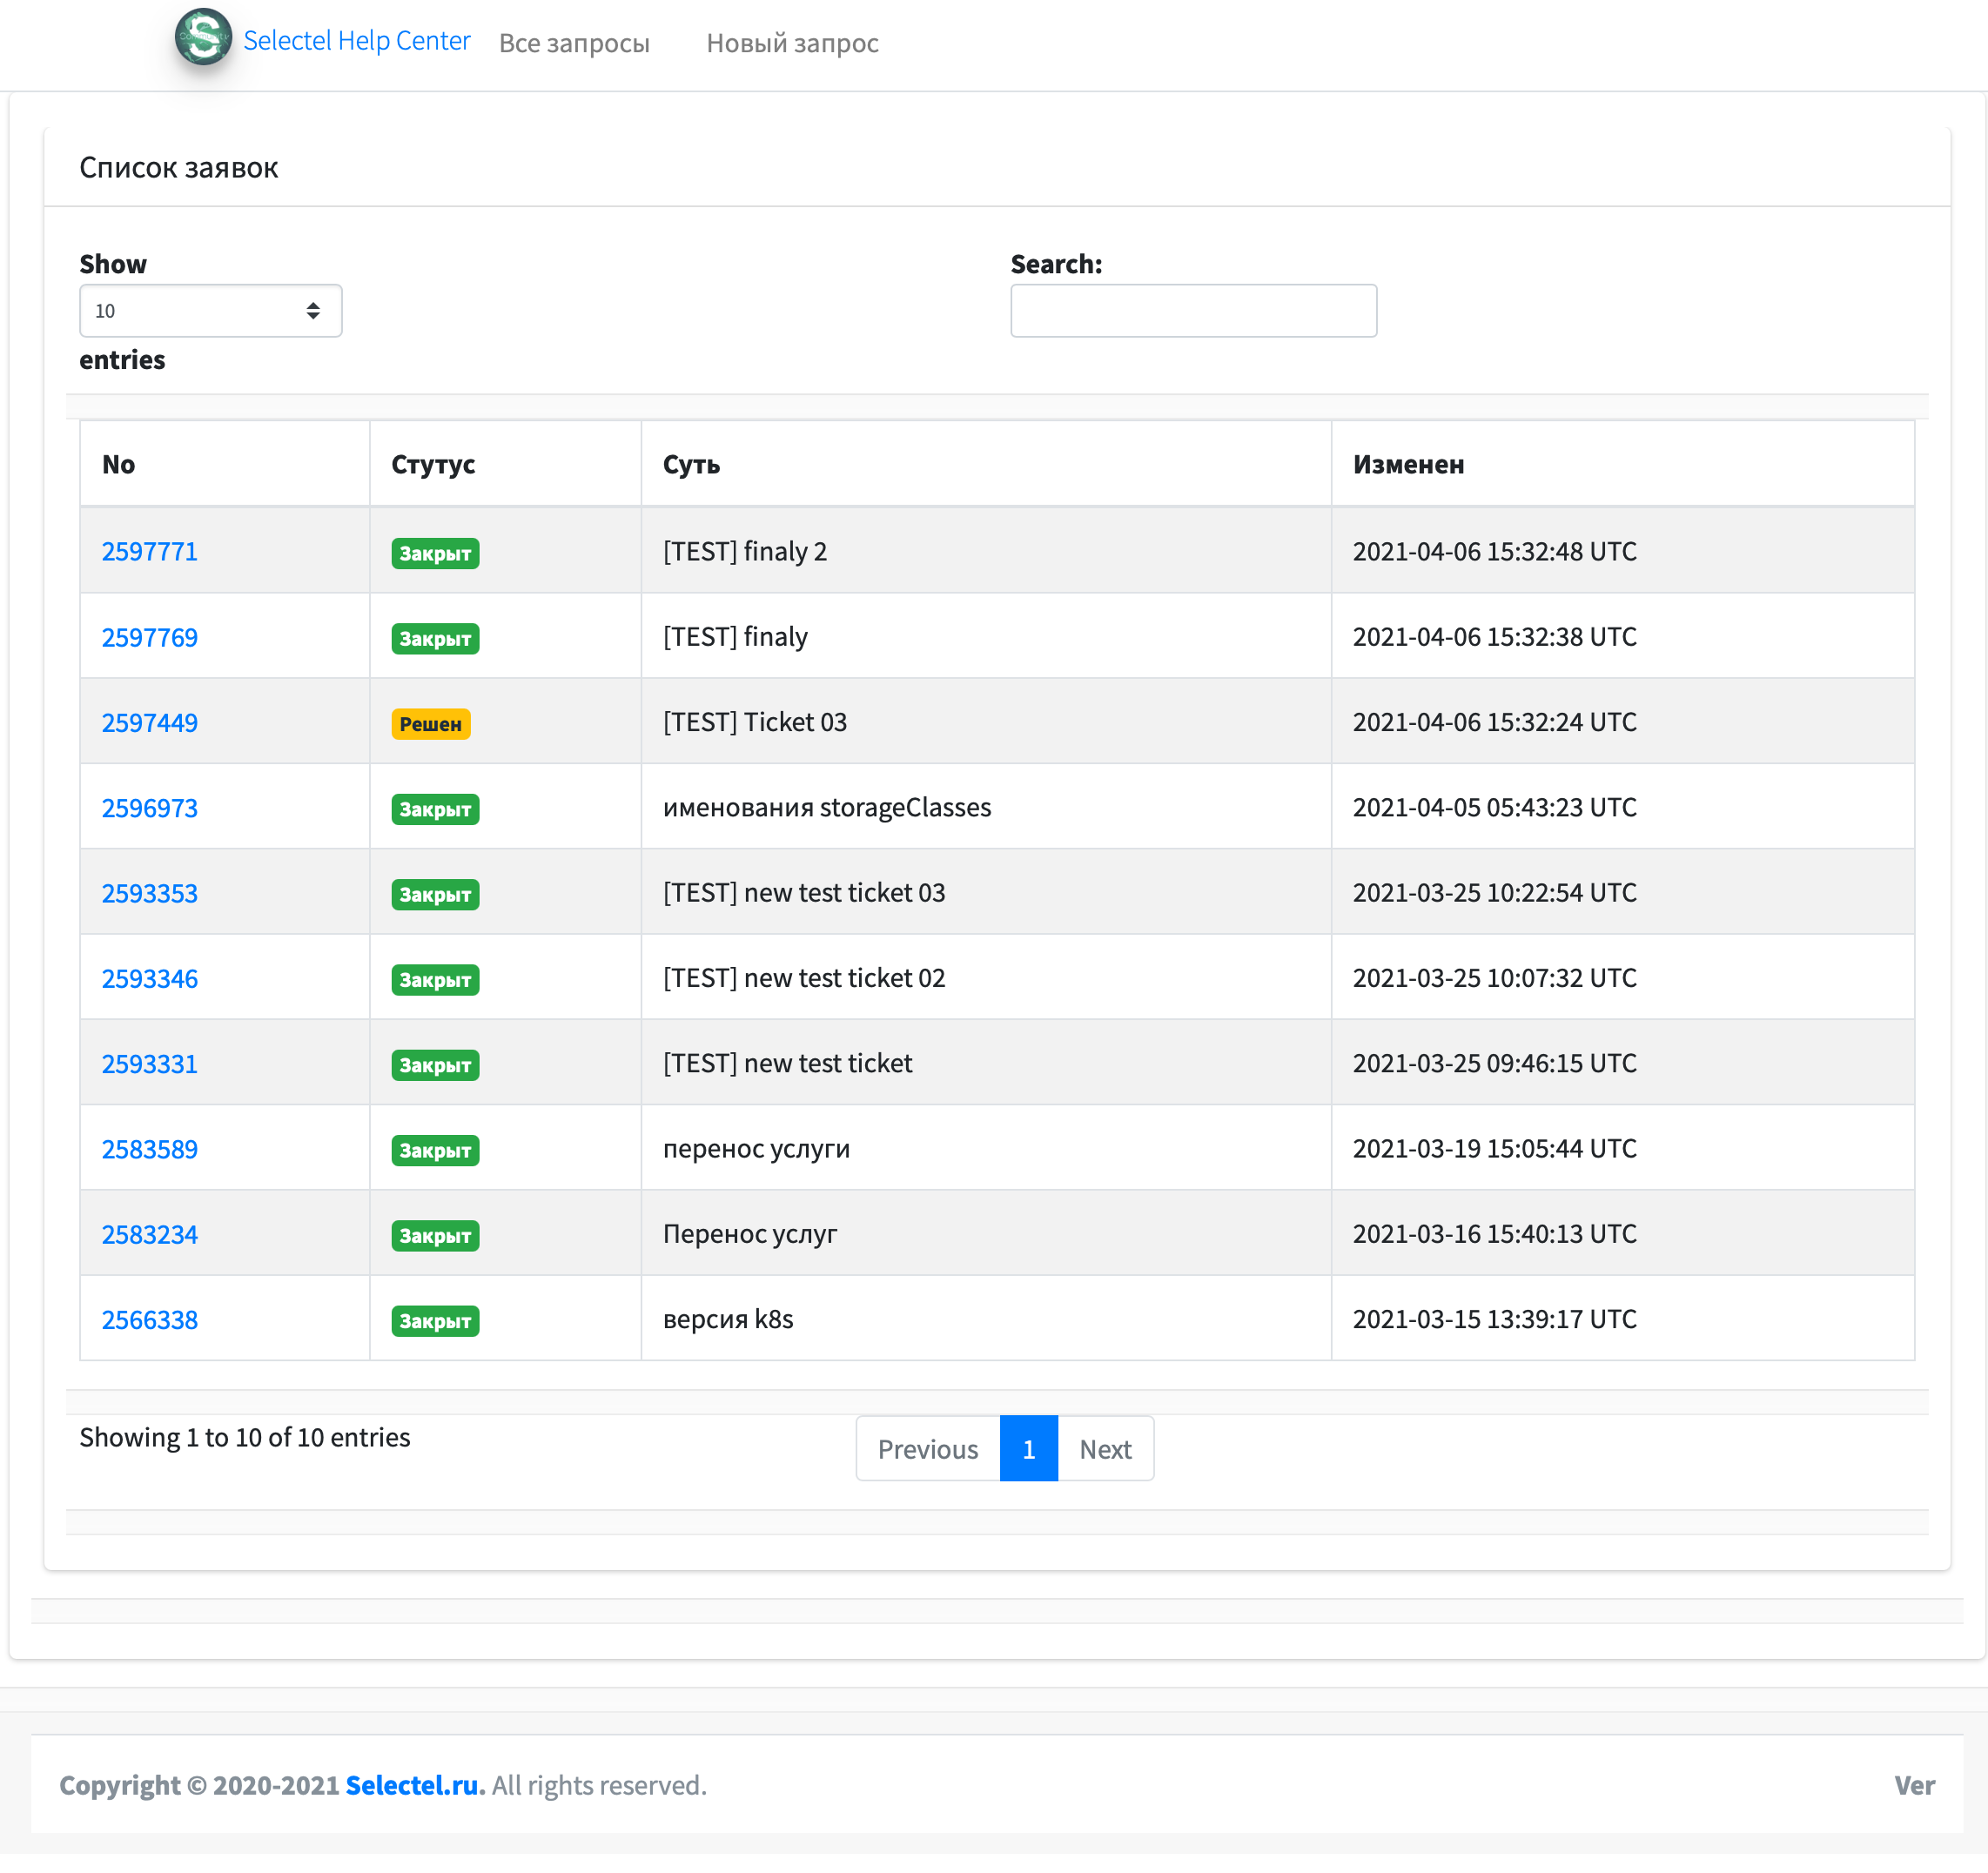 Selectel Help Center Все запросы Новый запрос
Список заявок
Show Search:
10
entries
No Стутус Суть Изменен
2597771 Закрыт [TEST] finaly 2 2021-04-06 15:32:48 UTC
2597769 Закрыт [TEST] finaly 2021-04-06 15:32:38 UTC
2597449 Решен [TEST] Ticket 03 2021-04-06 15:32:24 UTC
2596973 Закрыт именования storageClasses 2021-04-05 05:43:23 UTC
2593353 Закрыт [TEST] new test ticket 03 2021-03-25 10:22:54 UTC
2593346 Закрыт [TEST] new test ticket 02 2021-03-25 10:07:32 UTC
2593331 Закрыт [TEST] new test ticket 2021-03-25 09:46:15 UTC
2583589 Закрыт перенос услуги 2021-03-19 15:05:44 UTC
2583234 Закрыт Перенос услуг 2021-03-16 15:40:13 UTC
2566338 Закрыт версия k8s 2021-03-15 13:39:17 UTC
Showing 1 to 10 of 10 entries Previous 1 Next
Copyright © 2020-2021 Selectel.ru. All rights reserved. Ver